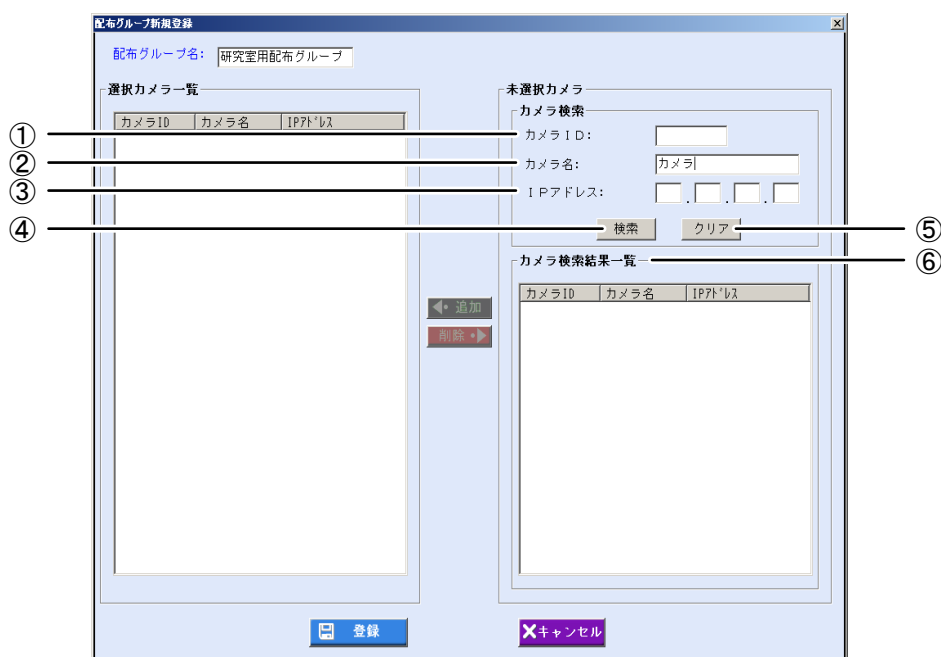 配布グループ新規登録
配布グループ名: 研究室用配布グループ
選択カメラ一覧
カメラID カメラ名 IPｱﾄﾞﾚｽ
未選択カメラ
カメラ検索
① カメラID:
② カメラ名: カメラ
③ IPアドレス: . . .
④ 検索 クリア ⑤
カメラ検索結果一覧 ⑥
カメラID カメラ名 IPｱﾄﾞﾚｽ
追加
削除
登録 キャンセル